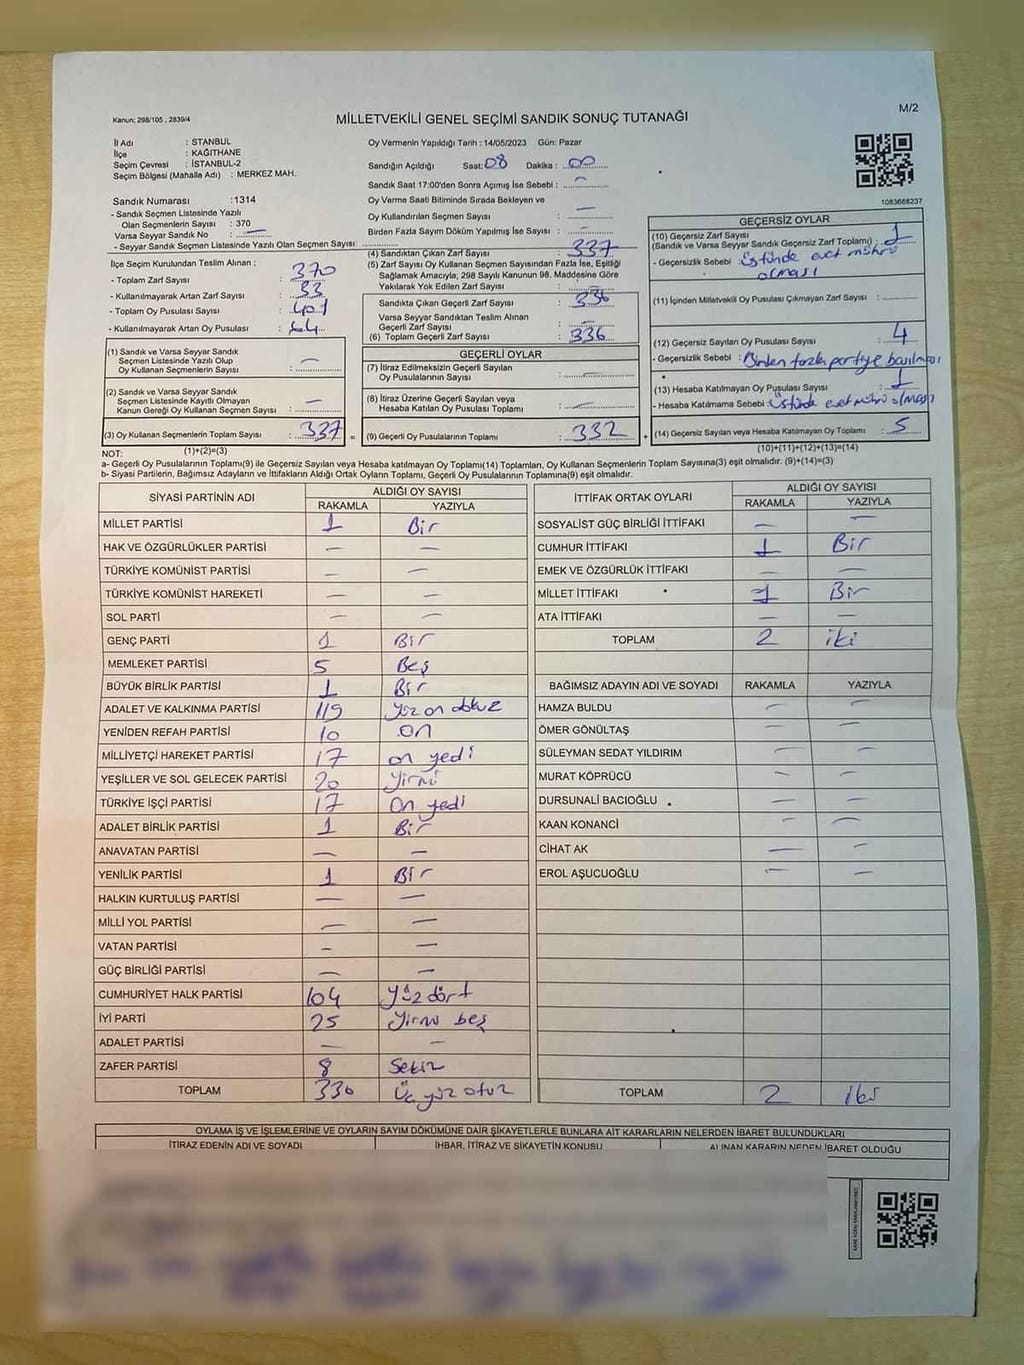 M/2
Kanun; 298/105 , 2839/4
MİLLETVEKİLİ GENEL SEÇİMİ SANDIK SONUÇ TUTANAĞI
İl Adı : İSTANBUL
İlçe : KAĞITHANE
Seçim Çevresi : İSTANBUL-2
Seçim Bölgesi (Mahalle Adı) : MERKEZ MAH.
Sandık Numarası :1314
- Sandık Seçmen Listesinde Yazılı
Olan Seçmenlerin Sayısı : 370
Varsa Seyyar Sandık No : —
- Seyyar Sandık Seçmen Listesinde Yazılı Olan Seçmen Sayısı:
Oy Vermenin Yapıldığı Tarih : 14/05/2023 Gün: Pazar
Sandığın Açıldığı Saat: 08 Dakika : 00
Sandık Saat 17:00'den Sonra Açılmış İse Sebebi : —
Oy Verme Saati Bitiminde Sırada Bekleyen ve
Oy Kullandırılan Seçmen Sayısı : —
Birden Fazla Sayım Döküm Yapılmış İse Sayısı : —
1083668237
İlçe Seçim Kurulundan Teslim Alınan :
- Toplam Zarf Sayısı : 370
- Kullanılmayarak Artan Zarf Sayısı : 33
- Toplam Oy Pusulası : 401
- Kullanılmayarak Artan Oy Pusulası : 64
(1) Sandık ve Varsa Seyyar Sandık
Seçmen Listesinde Yazılı Olup
Oy Kullanan Seçmenlerin Sayısı : —
(2) Sandık ve Varsa Seyyar Sandık
Seçmen Listesinde Kayıtlı Olmayan
Kanun Gereği Oy Kullanan Seçmen Sayısı : —
(3) Oy Kullanan Seçmenlerin Toplam Sayısı : 337
(1)+(2)=(3)
(4) Sandıktan Çıkan Zarf Sayısı : 337
(5) Zarf Sayısı Oy Kullanan Seçmen Sayısından Fazla İse, Eşitliği
Sağlamak Amacıyla; 298 Sayılı Kanunun 98. Maddesine Göre
Yakılarak Yok Edilen Zarf Sayısı : —
Sandıkta Çıkan Geçerli Zarf Sayısı : 336
Varsa Seyyar Sandıktan Teslim Alınan
Geçerli Zarf Sayısı : —
(6) Toplam Geçerli Zarf Sayısı : 336
GEÇERLİ OYLAR
(7) İtiraz Edilmeksizin Geçerli Sayılan
Oy Pusulalarının Sayısı : —
(8) İtiraz Üzerine Geçerli Sayılan veya
Hesaba Katılan Oy Pusulası Toplamı : —
(9) Geçerli Oy Pusulalarının Toplamı : 332
GEÇERSİZ OYLAR
(10) Geçersiz Zarf Sayısı
(Sandık ve Varsa Seyyar Sandık Geçersiz Zarf Toplamı) : 1
- Geçersizlik Sebebi : Üstünde evet mührü
olması
(11) İçinden Milletvekili Oy Pusulası Çıkmayan Zarf Sayısı :
(12) Geçersiz Sayılan Oy Pusulası Sayısı : 4
- Geçersizlik Sebebi : Birden fazla partiye basılması
(13) Hesaba Katılmayan Oy Pusulası Sayısı : 1
- Hesaba Katılmama Sebebi : Üstünde evet mührü olması
(14) Geçersiz Sayılan veya Hesaba Katılmayan Oy Toplamı : 5
(10)+(11)+(12)+(13)=(14)
NOT:
a- Geçerli Oy Pusulalarının Toplamı(9) ile Geçersiz Sayılan veya Hesaba katılmayan Oy Toplamı(14) Toplamları, Oy Kullanan Seçmenlerin Toplam Sayısına(3) eşit olmalıdır. (9)+(14)=(3)
b- Siyasi Partilerin, Bağımsız Adayların ve İttifakların Aldığı Ortak Oyların Toplamı, Geçerli Oy Pusulalarının Toplamına(9) eşit olmalıdır.
SİYASİ PARTİNİN ADI ALDIĞI OY SAYISI
RAKAMLA YAZIYLA
MİLLET PARTİSİ 1 Bir
HAK VE ÖZGÜRLÜKLER PARTİSİ — —
TÜRKİYE KOMÜNİST PARTİSİ — —
TÜRKİYE KOMÜNİST HAREKETİ — —
SOL PARTİ — —
GENÇ PARTİ 1 Bir
MEMLEKET PARTİSİ 5 Beş
BÜYÜK BİRLİK PARTİSİ 1 Bir
ADALET VE KALKINMA PARTİSİ 119 Yüz on dokuz
YENİDEN REFAH PARTİSİ 10 on
MİLLİYETÇİ HAREKET PARTİSİ 17 on yedi
YEŞİLLER VE SOL GELECEK PARTİSİ 20 Yirmi
TÜRKİYE İŞÇİ PARTİSİ 17 On yedi
ADALET BİRLİK PARTİSİ 1 Bir
ANAVATAN PARTİSİ — —
YENİLİK PARTİSİ 1 Bir
HALKIN KURTULUŞ PARTİSİ — —
MİLLİ YOL PARTİSİ — —
VATAN PARTİSİ — —
GÜÇ BİRLİĞİ PARTİSİ — —
CUMHURİYET HALK PARTİSİ 104 Yüz dört
İYİ PARTİ 25 Yirmi beş
ADALET PARTİSİ — —
ZAFER PARTİSİ 8 Sekiz
TOPLAM 330 Üç yüz otuz
İTTİFAK ORTAK OYLARI ALDIĞI OY SAYISI
RAKAMLA YAZIYLA
SOSYALİST GÜÇ BİRLİĞİ İTTİFAKI — —
CUMHUR İTTİFAKI 1 Bir
EMEK VE ÖZGÜRLÜK İTTİFAKI — —
MİLLET İTTİFAKI 1 Bir
ATA İTTİFAKI — —
TOPLAM 2 iki
BAĞIMSIZ ADAYIN ADI VE SOYADI RAKAMLA YAZIYLA
HAMZA BULDU — —
ÖMER GÖNÜLTAŞ — —
SÜLEYMAN SEDAT YILDIRIM — —
MURAT KÖPRÜCÜ — —
DURSUNALİ BACIOĞLU — —
KAAN KONANCİ — —
CİHAT AK — —
EROL AŞUCUOĞLU — —
TOPLAM 2 iki
OYLAMA İŞ VE İŞLEMLERİNE VE OYLARIN SAYIM DÖKÜMÜNE DAİR ŞİKAYETLERLE BUNLARA AİT KARARLARIN NELERDEN İBARET BULUNDUKLARI
İTİRAZ EDENİN ADI VE SOYADI İHBAR, İTİRAZ VE ŞİKAYETİN KONUSU ALINAN KARARIN NEDEN İBARET OLDUĞU